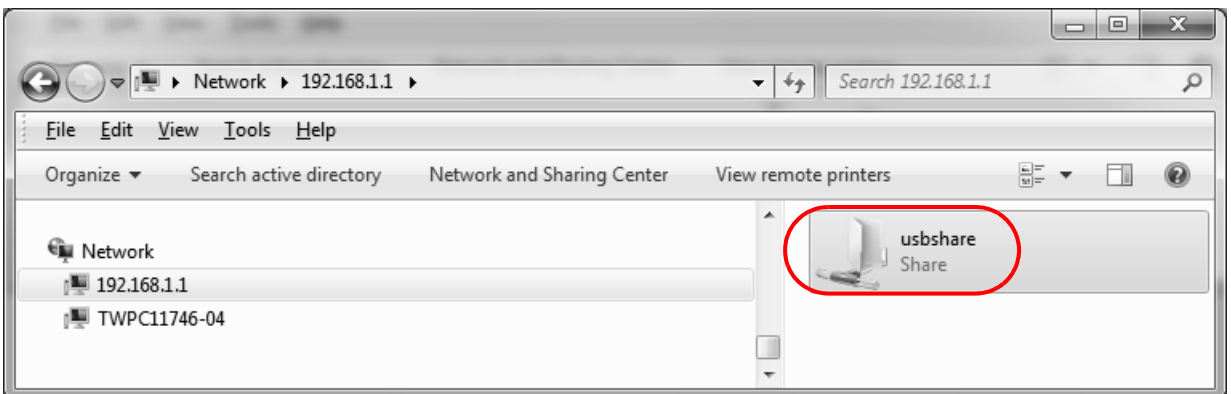 Network 192.168.1.1 Search 192.168.1.1
File Edit View Tools Help
Organize Search active directory Network and Sharing Center View remote printers
Network
192.168.1.1
TWPC11746-04
usbshare
Share